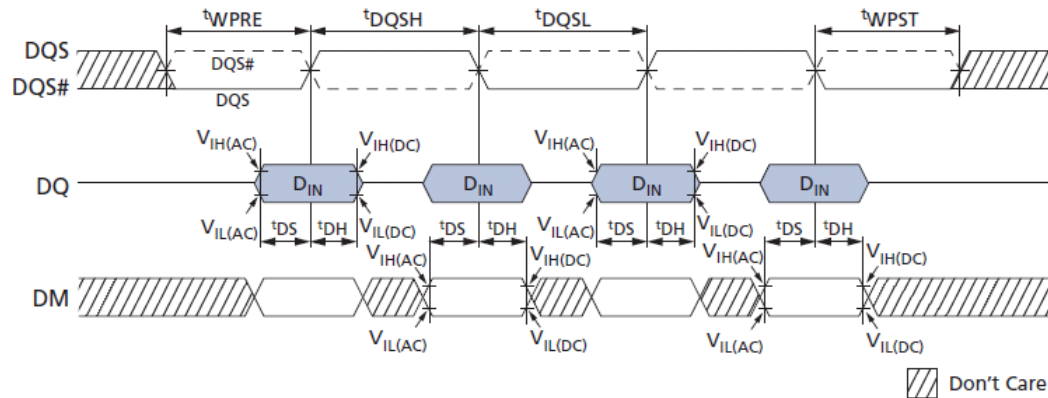 tWPRE tDQSH tDQSL tWPST
DQS
DQS#
DQS#
DQS
VIH(AC) VIH(DC) VIH(AC) VIH(DC)
DQ
DIN DIN DIN DIN
VIL(AC) VIL(DC) VIL(AC) VIL(DC)
tDS tDH tDS tDH tDS tDH tDS tDH
VIH(AC) VIH(DC) VIH(AC) VIH(DC)
DM
VIL(AC) VIL(DC) VIL(AC) VIL(DC)
Don't Care